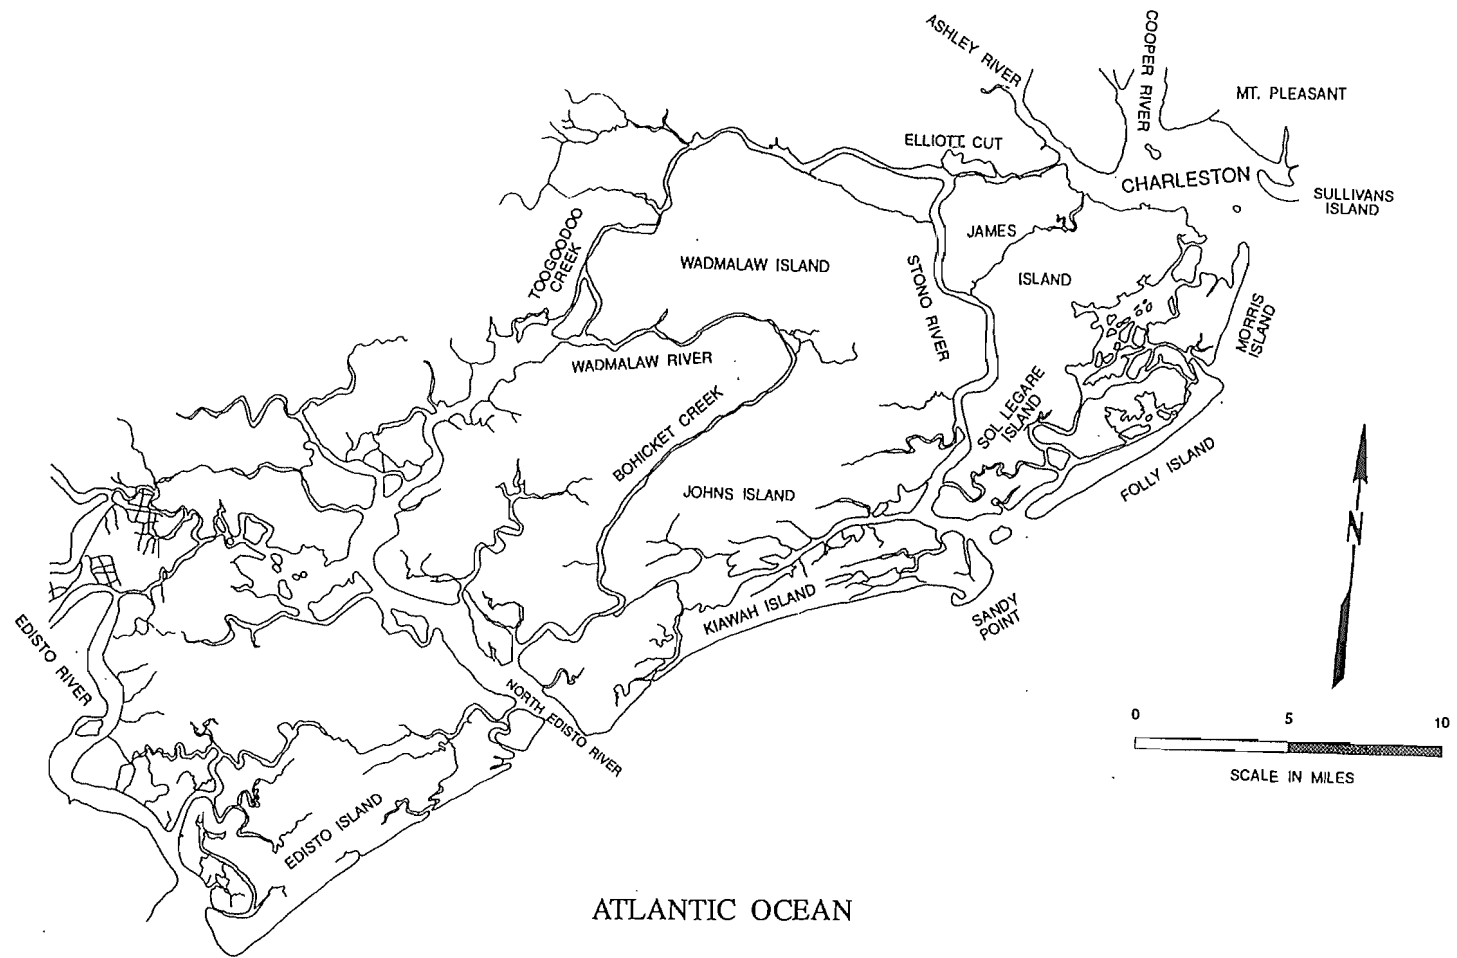 ASHLEY RIVER
COOPER RIVER
MT. PLEASANT
ELLIOTT CUT
CHARLESTON
SULLIVANS
ISLAND
JAMES
ISLAND
TOOGOODOO
CREEK
WADMALAW ISLAND
STONO RIVER
MORRIS
ISLAND
WADMALAW RIVER
BOHICKET CREEK
SOL LEGARE
ISLAND
FOLLY ISLAND
JOHNS ISLAND
N
KIAWAH ISLAND
SANDY
POINT
EDISTO RIVER
NORTH EDISTO RIVER
0 5 10
SCALE IN MILES
EDISTO ISLAND
ATLANTIC OCEAN